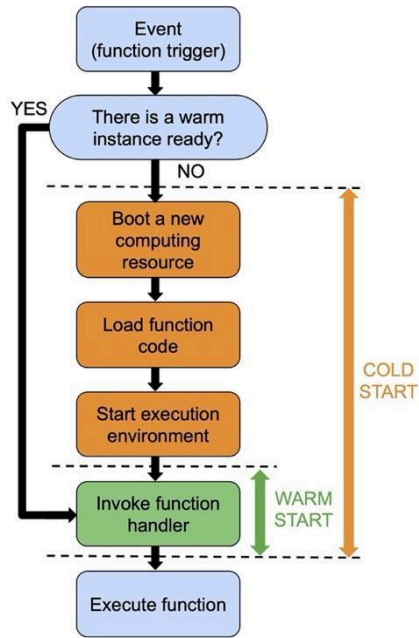 Event
(function trigger)
YES
There is a warm
instance ready?
NO
Boot a new
computing
resource
Load function
code
COLD
START
Start execution
environment
Invoke function
handler
WARM
START
Execute function